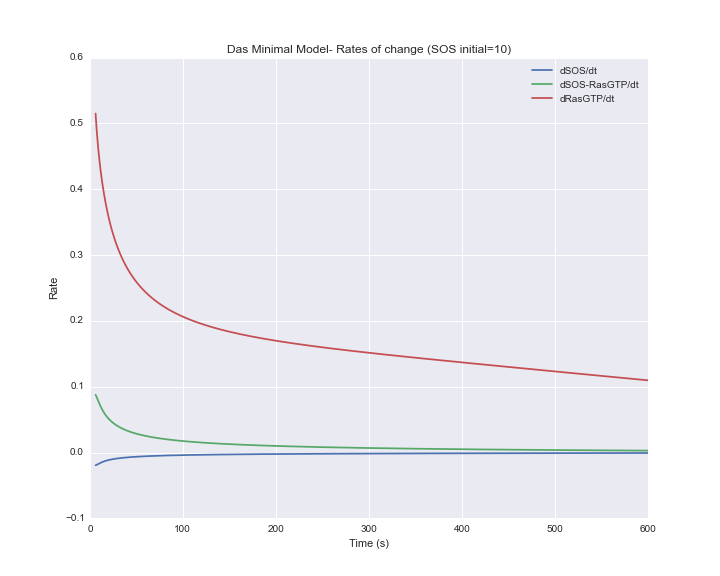 Das Minimal Model- Rates of change (SOS initial=10)
dSOS/dt
dSOS-RasGTP/dt
dRasGTP/dt
0.6
0.5
0.4
0.3
0.2
0.1
0.0
−0.1
Rate
0 100 200 300 400 500 600
Time (s)